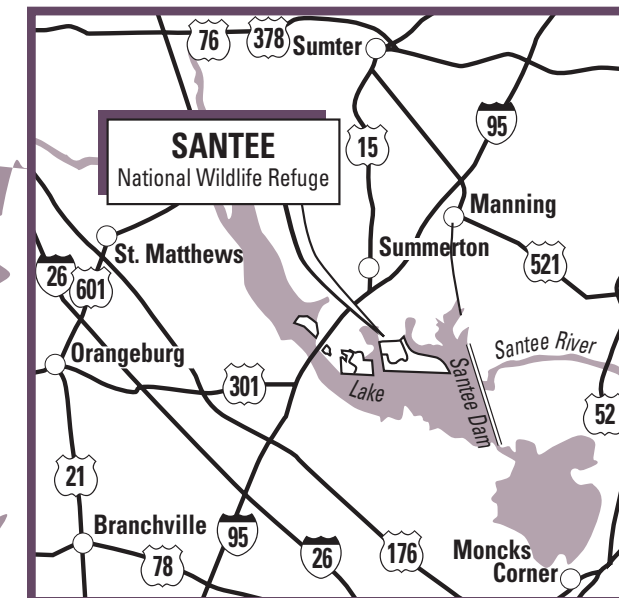 76
378
Sumter
95
SANTEE
National Wildlife Refuge
15
Manning
St. Matthews
Summerton
521
26
601
Santee River
Orangeburg
301
Lake
Santee Dam
52
21
Branchville
95
26
176
78
Moncks
Corner